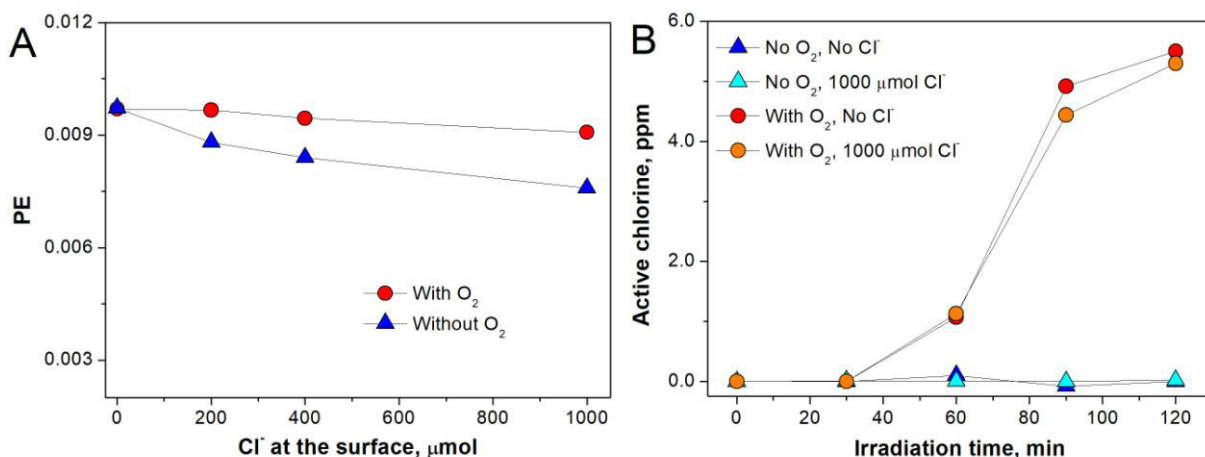 A
0.012
0.009
0.006
0.003
PE
With O₂
Without O₂
0 200 400 600 800 1000
Cl⁻ at the surface, μmol
B
6.0
4.0
2.0
0.0
Active chlorine, ppm
No O₂, No Cl⁻
No O₂, 1000 μmol Cl⁻
With O₂, No Cl⁻
With O₂, 1000 μmol Cl⁻
0 20 40 60 80 100 120
Irradiation time, min